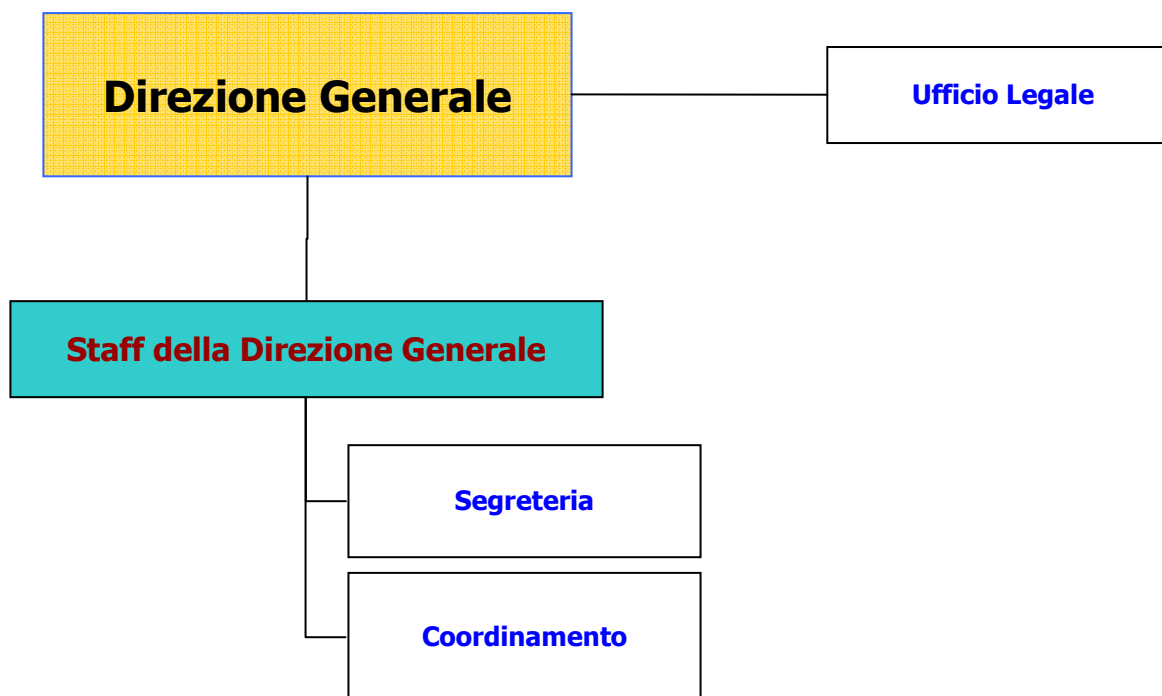 Direzione Generale
Ufficio Legale
Staff della Direzione Generale
Segreteria
Coordinamento